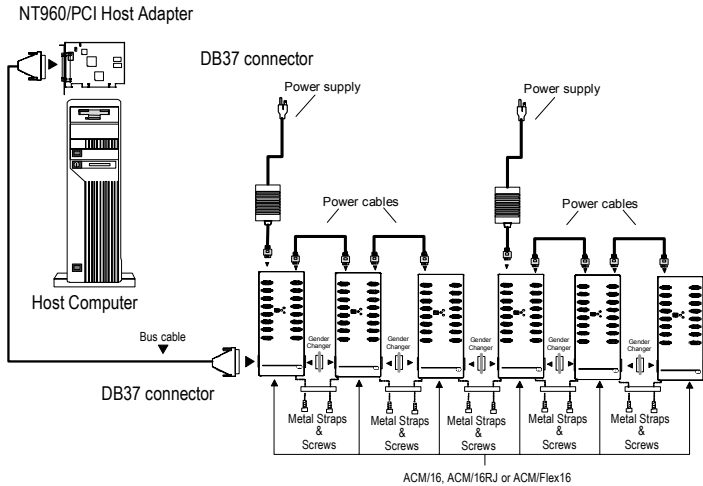 NT960/PCI Host Adapter
DB37 connector
Power supply
Power supply
Power cables
Power cables
Host Computer
Bus cable
DB37 connector
Gender
Changer
Gender
Changer
Gender
Changer
Gender
Changer
Gender
Changer
Metal Straps
&
Screws
Metal Straps
&
Screws
Metal Straps
&
Screws
Metal Straps
&
Screws
Metal Straps
&
Screws
ACM/16, ACM/16RJ or ACM/Flex16